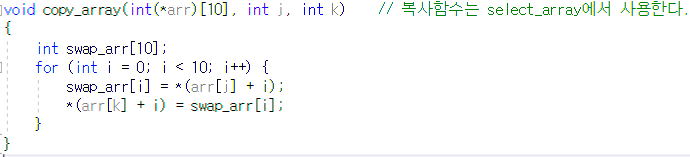 void copy_array(int(*arr)[10], int j, int k)    // 복사함수는 select_array에서 사용한다.
{
    int swap_arr[10];
    for (int i = 0; i < 10; i++) {
        swap_arr[i] = *(arr[j] + i);
        *(arr[k] + i) = swap_arr[i];
    }
}